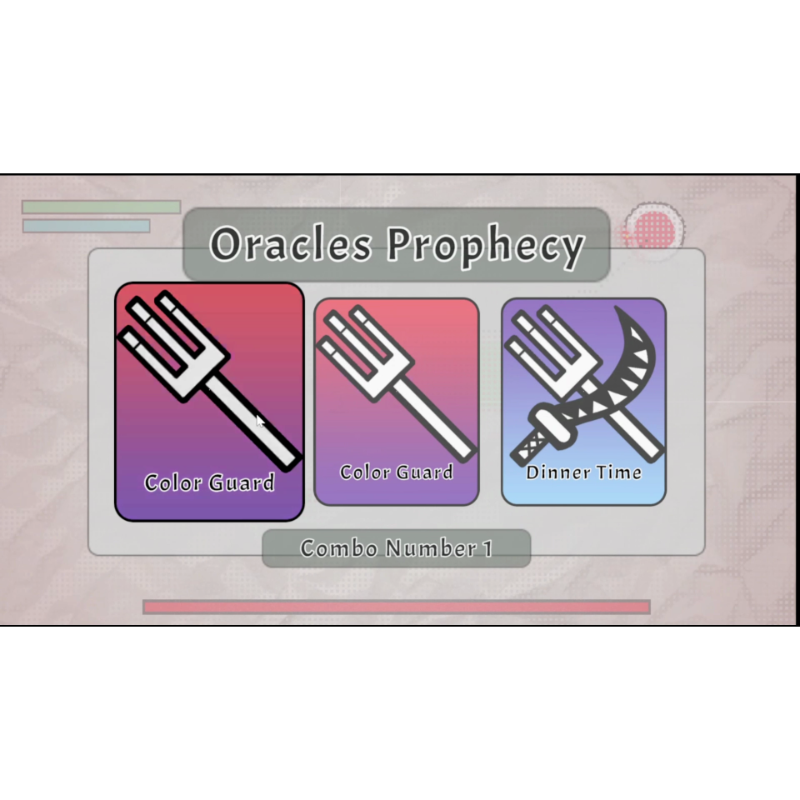 Oracles Prophecy
Color Guard
Color Guard
Dinner Time
Combo Number 1